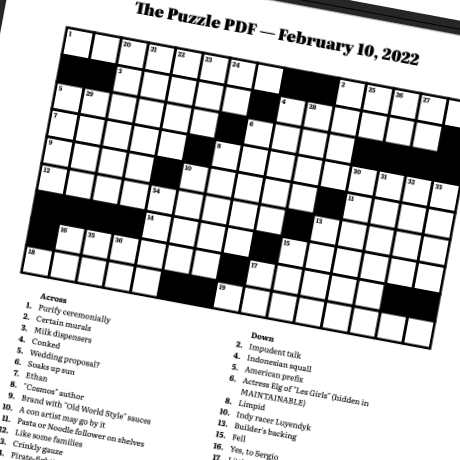 The Puzzle PDF — February 10, 2022
1
20
21
22
23
24
2
25
26
27
3
4
28
5
29
6
7
8
30
31
32
33
9
10
11
12
34
13
14
15
16
35
36
17
18
19
Across
1. Purify ceremonially
2. Certain murals
3. Milk dispensers
4. Conked
5. Wedding proposal?
6. Soaks up sun
7. Ethan
8. "Cosmos" author
9. Brand with "Old World Style" sauces
10. A con artist may go by it
11. Pasta or Noodle follower on shelves
12. Like some families
3. Crinkly gauze
Down
2. Impudent talk
4. Indonesian squall
5. American prefix
6. Actress Elg of "Les Girls" (hidden in
MAINTAINABLE)
8. Limpid
10. Indy racer Luyendyk
13. Builder's backing
15. Fell
16. Yes, to Sergio
17.